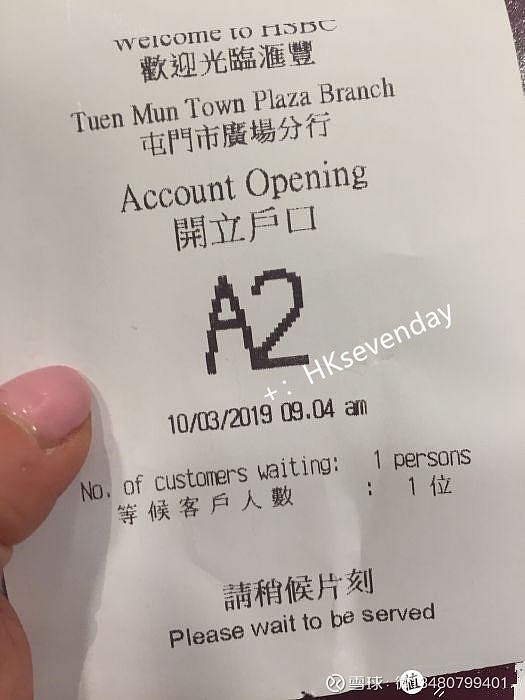 Welcome to HSBC
歡迎光臨滙豐
Tuen Mun Town Plaza Branch
屯門市廣場分行
Account Opening
開立戶口
A2
+: HKsevenday
10/03/2019 09.04 am
No. of customers waiting: 1 persons
等候客戶人數 : 1 位
請稍候片刻
Please wait to be served
雪球:
3480799401
值